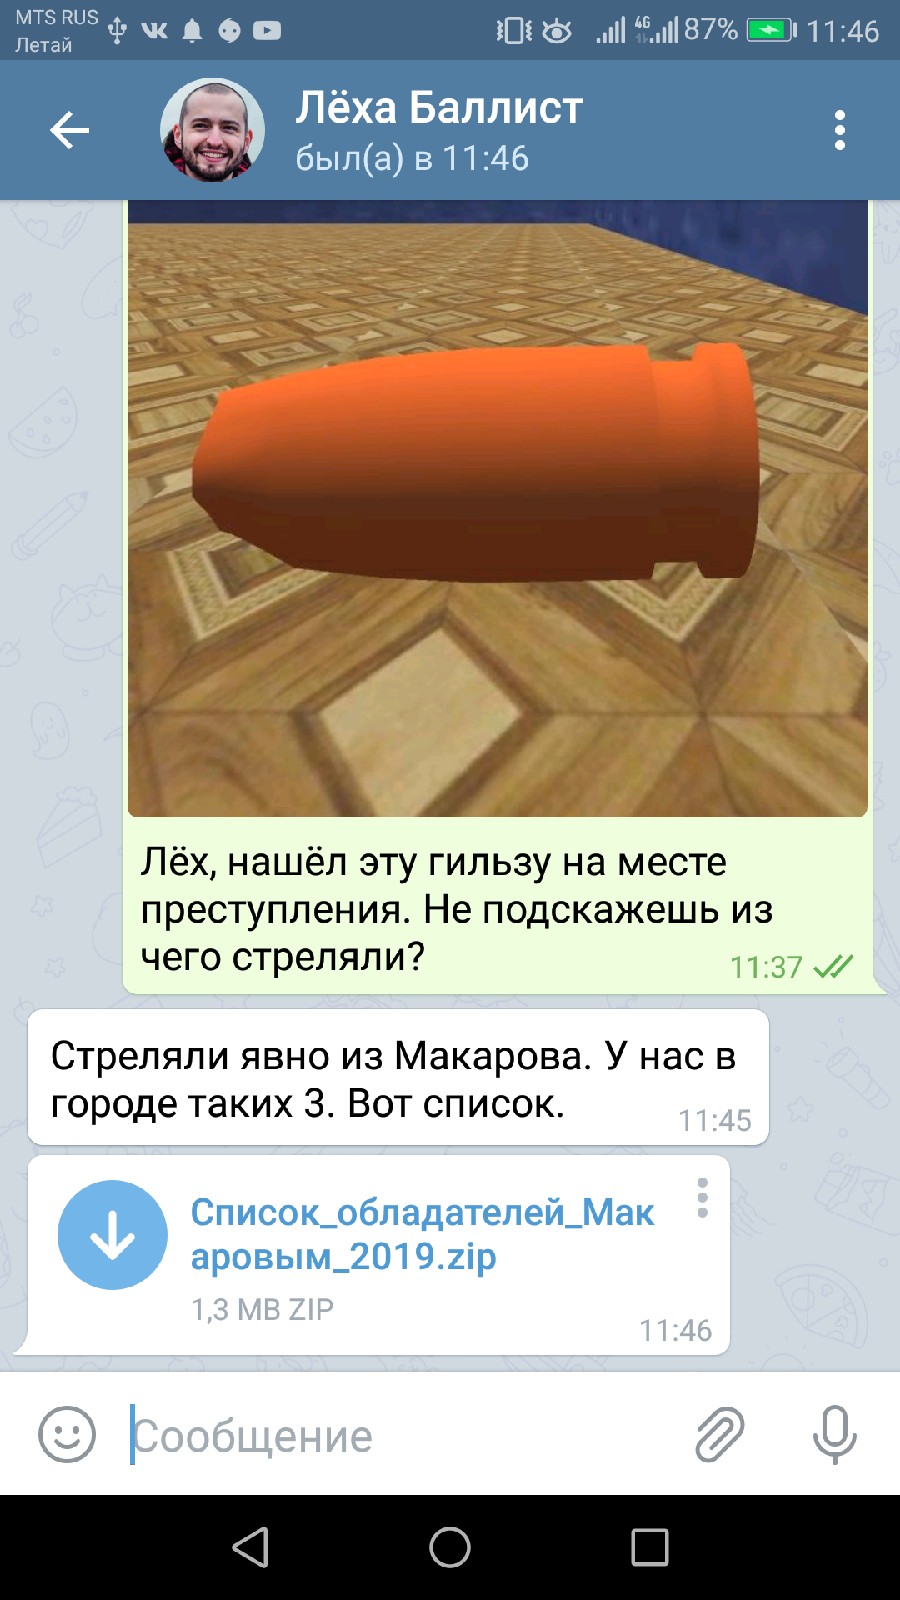 MTS RUS
Летай
4G
87%
11:46
Лёха Баллист
был(а) в 11:46
Лёх, нашёл эту гильзу на месте
преступления. Не подскажешь из
чего стреляли?
11:37
Стреляли явно из Макарова. У нас в
городе таких 3. Вот список.
11:45
Список_обладателей_Мак
аровым_2019.zip
1,3 MB ZIP
11:46
Сообщение